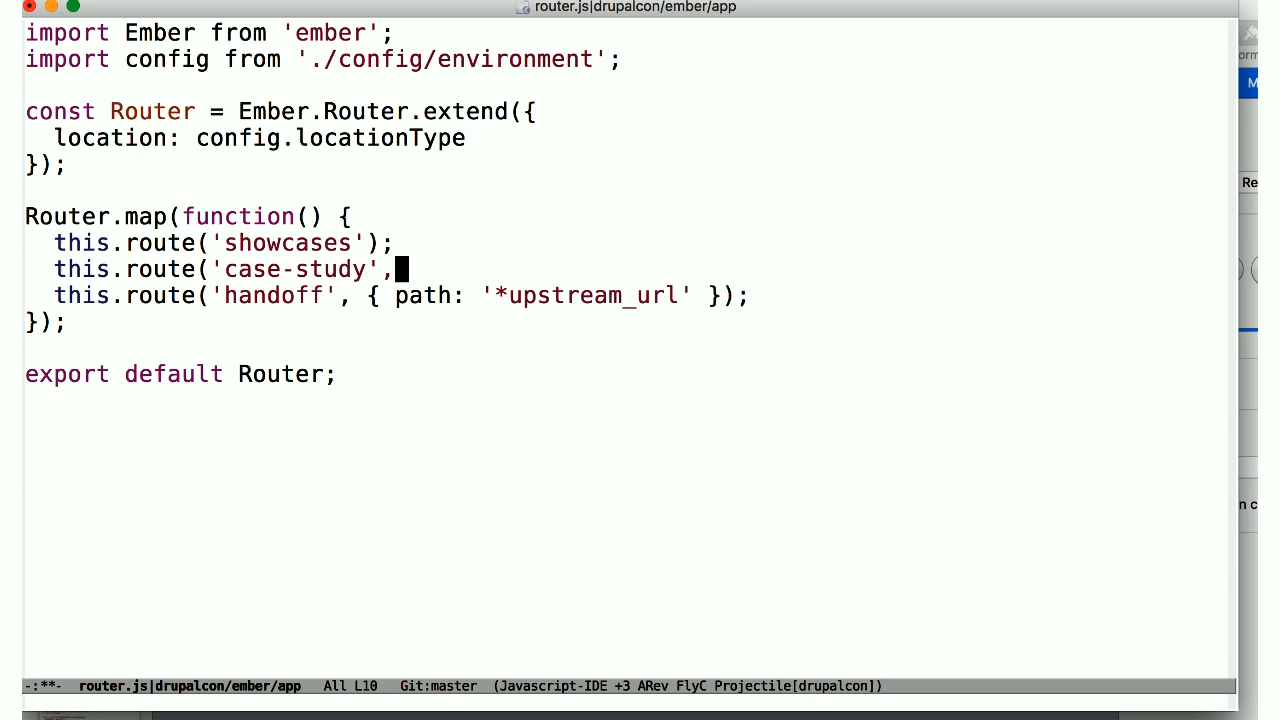 router.js|drupalcon/ember/app
import Ember from 'ember';
import config from './config/environment';
const Router = Ember.Router.extend({
  location: config.locationType
});
Router.map(function() {
  this.route('showcases');
  this.route('case-study',
  this.route('handoff', { path: '*upstream_url' });
});
export default Router;
-:**-  router.js|drupalcon/ember/app   All L10   Git:master  (Javascript-IDE +3 ARev FlyC Projectile[drupalcon])
orm
M
Re
n c